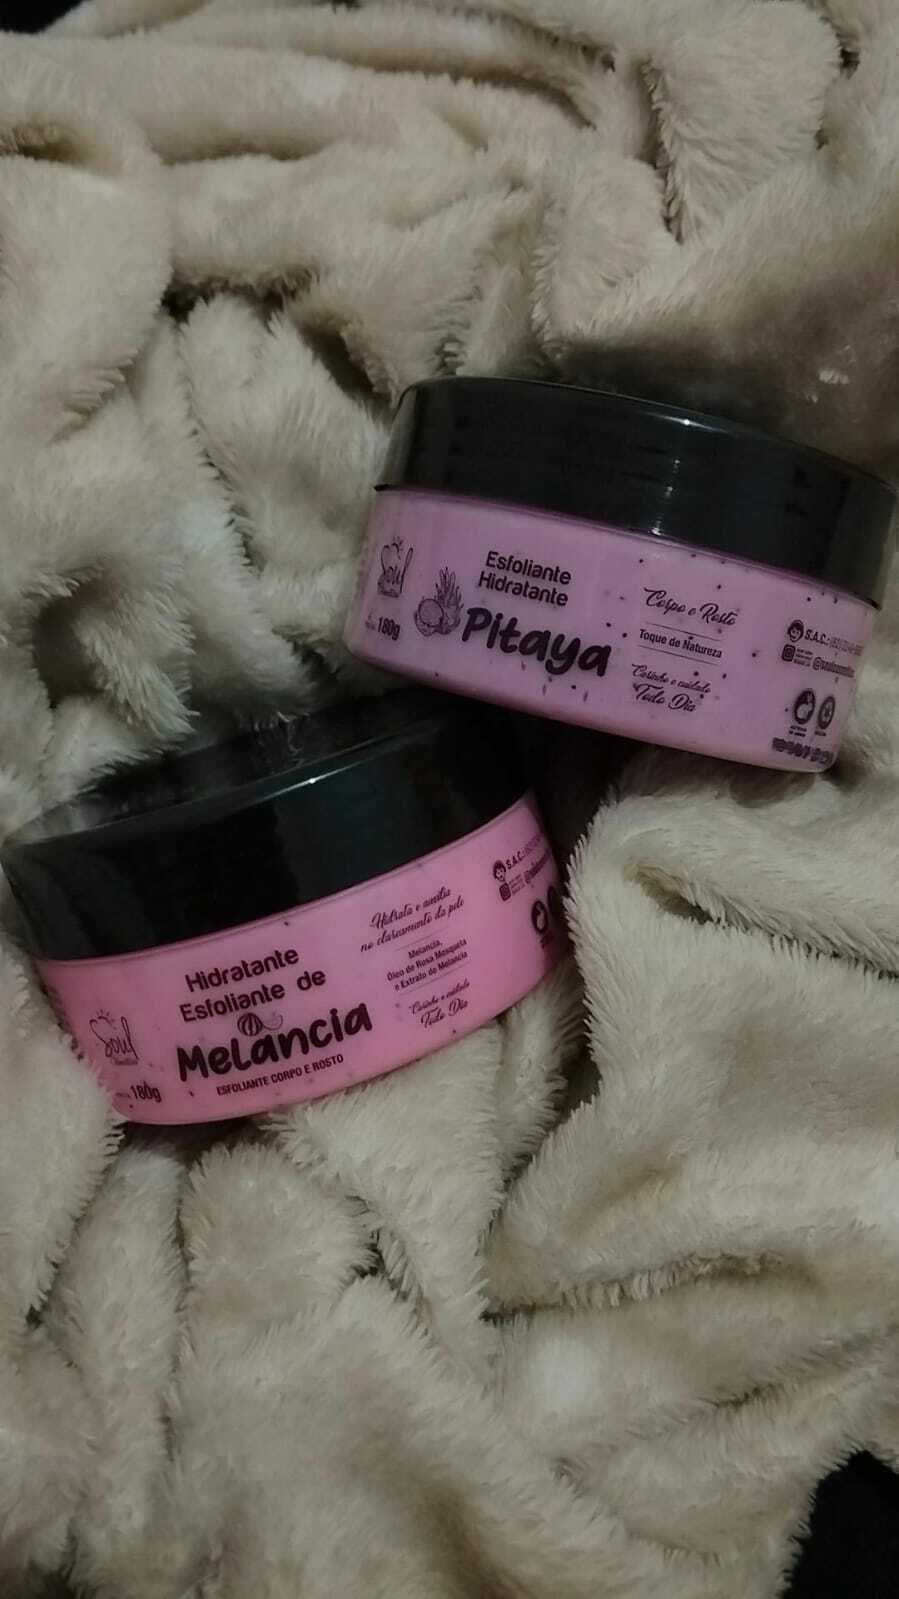 Soul
180g
Esfoliante
Hidratante
Pitaya
Corpo e Rosto
Toque de Natureza
Carinho e cuidado
Todo Dia
S.A.C.:
Soul
180g
Hidratante
Esfoliante de
Melancia
ESFOLIANTE CORPO E ROSTO
Hidrata e auxilia
no clareamento da pele
Melancia,
Óleo de Rosa Mosqueta
e Extrato de Melancia
Carinho e cuidado
Todo Dia
S.A.C.: